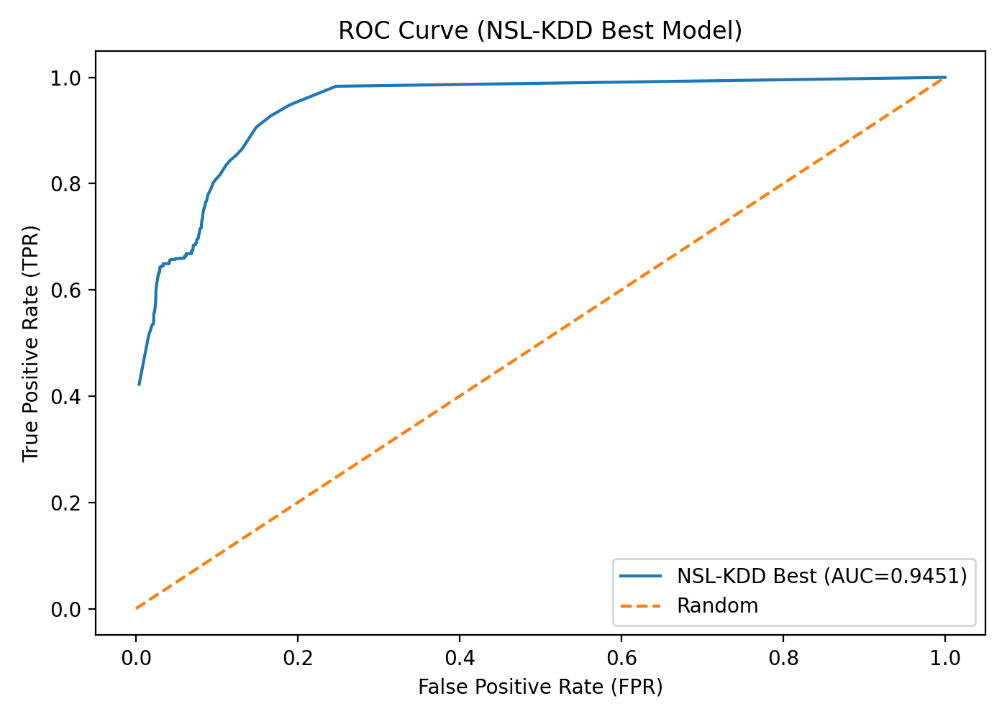 ROC Curve (NSL-KDD Best Model)
1.0
0.8
0.6
0.4
0.2
0.0
True Positive Rate (TPR)
NSL-KDD Best (AUC=0.9451)
Random
0.0 0.2 0.4 0.6 0.8 1.0
False Positive Rate (FPR)